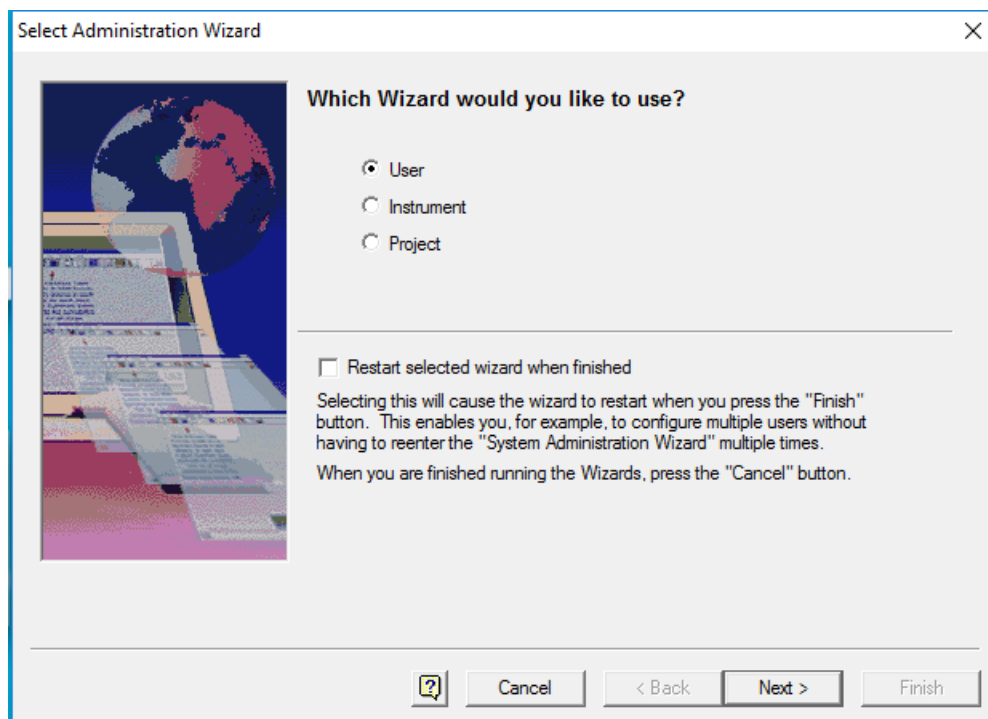 Select Administration Wizard
Which Wizard would you like to use?
User
Instrument
Project
Restart selected wizard when finished
Selecting this will cause the wizard to restart when you press the "Finish"
button. This enables you, for example, to configure multiple users without
having to reenter the "System Administration Wizard" multiple times.
When you are finished running the Wizards, press the "Cancel" button.
?
Cancel
< Back
Next >
Finish